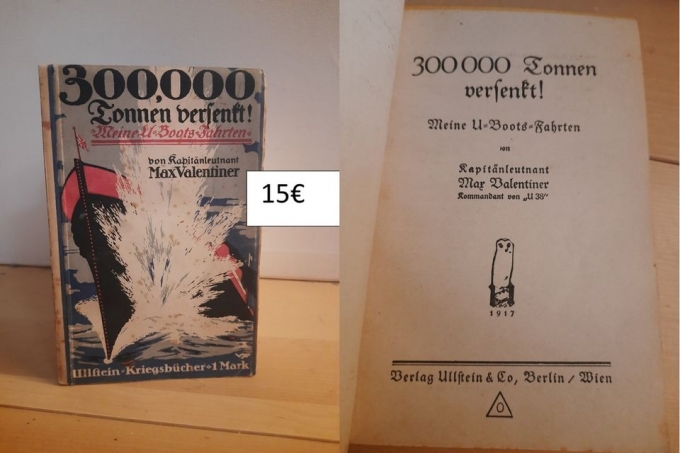 300,000
Tonnen versenkt!
»Meine U-Boots-Fahrten«
von Kapitänleutnant
Max Valentiner
Ullstein-Kriegsbücher-1 Mark
15€
300 000 Tonnen
versenkt!
Meine U-Boots-Fahrten
von
Kapitänleutnant
Max Valentiner
Kommandant von „U 38"
1917
Verlag Ullstein & Co, Berlin / Wien
O